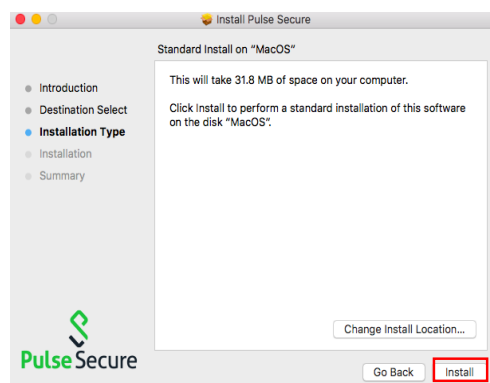 Install Pulse Secure
Standard Install on “MacOS”
Introduction
Destination Select
Installation Type
Installation
Summary
This will take 31.8 MB of space on your computer.
Click Install to perform a standard installation of this software
on the disk “MacOS”.
Change Install Location...
Pulse Secure
Go Back
Install